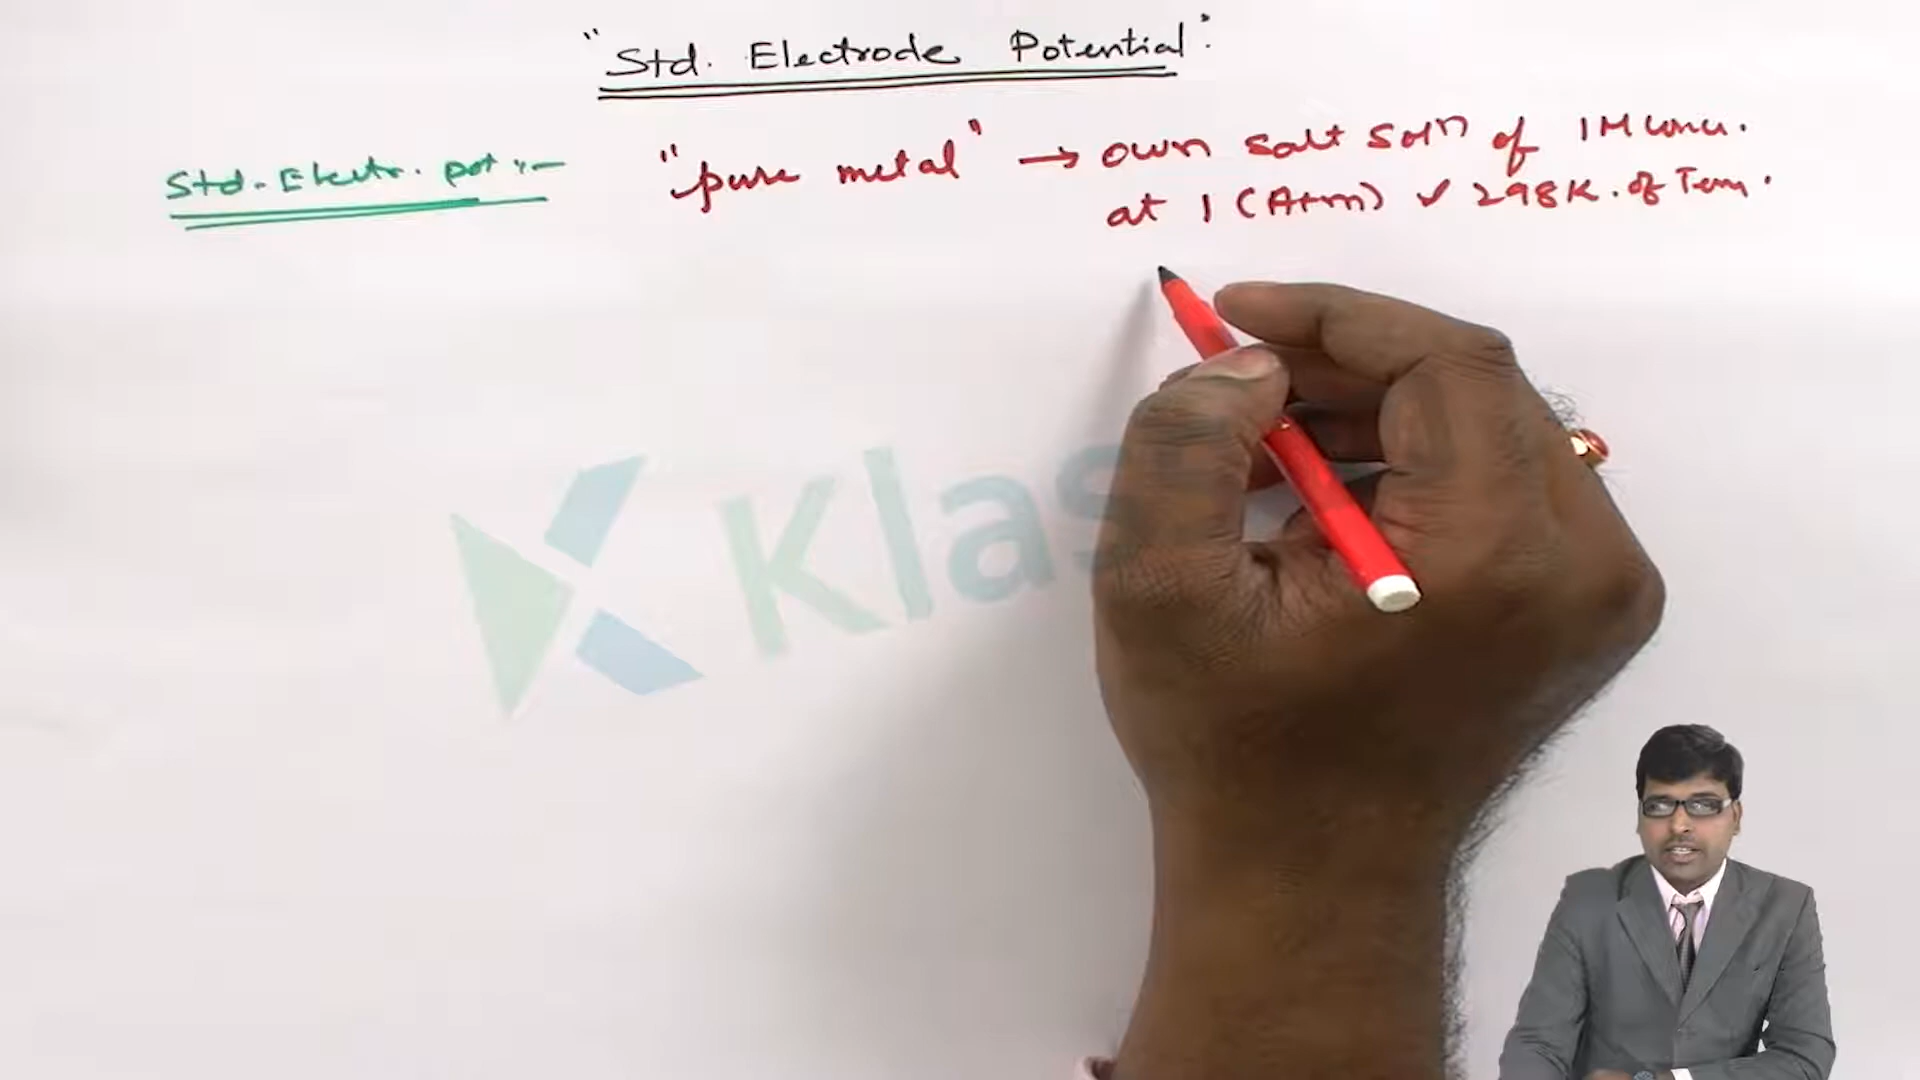 "Std. Electrode Potential".
Std. Electr. pot :-
"pure metal" → own salt solⁿ of 1M conc.
at 1 (Atm) & 298K. of Tem.
Klas